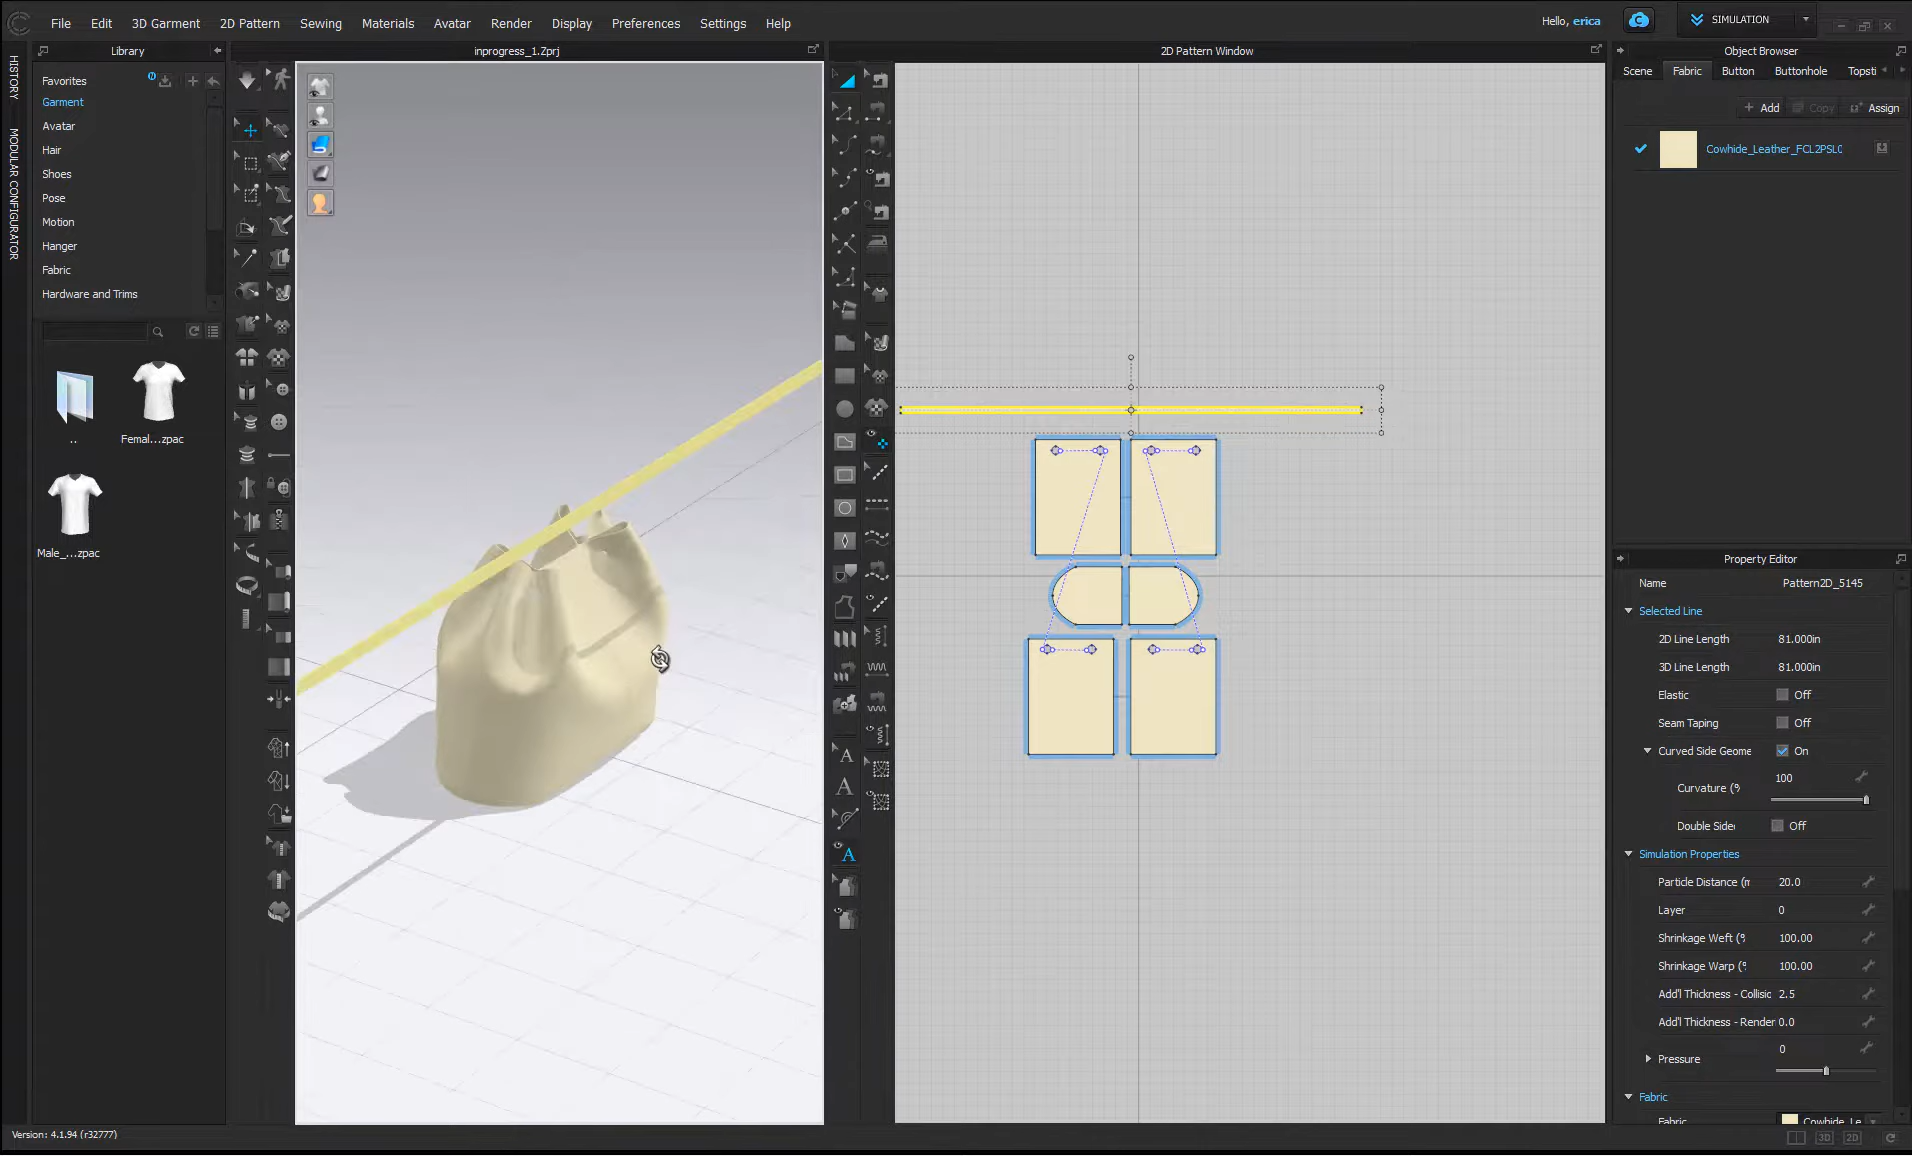 File Edit 3D Garment 2D Pattern Sewing Materials Avatar Render Display Preferences Settings Help
Hello, erica
SIMULATION
HISTORY
MODULAR CONFIGURATOR
Library
Favorites
Garment
Avatar
Hair
Shoes
Pose
Motion
Hanger
Fabric
Hardware and Trims
..
Femal...zpac
Male_...zpac
inprogress_1.Zprj
2D Pattern Window
Object Browser
Scene Fabric Button Buttonhole Topsti
+ Add Copy Assign
Cowhide_Leather_FCL2PSL0
Property Editor
Name Pattern2D_5145
Selected Line
2D Line Length 81.000in
3D Line Length 81.000in
Elastic Off
Seam Taping Off
Curved Side Geome On
Curvature (% 100
Double Sided Off
Simulation Properties
Particle Distance (m 20.0
Layer 0
Shrinkage Weft (% 100.00
Shrinkage Warp (% 100.00
Add'l Thickness - Collisic 2.5
Add'l Thickness - Render 0.0
Pressure 0
Fabric
Fabric Cowhide_Le
Version: 4.1.94 (r32777)
3D 2D